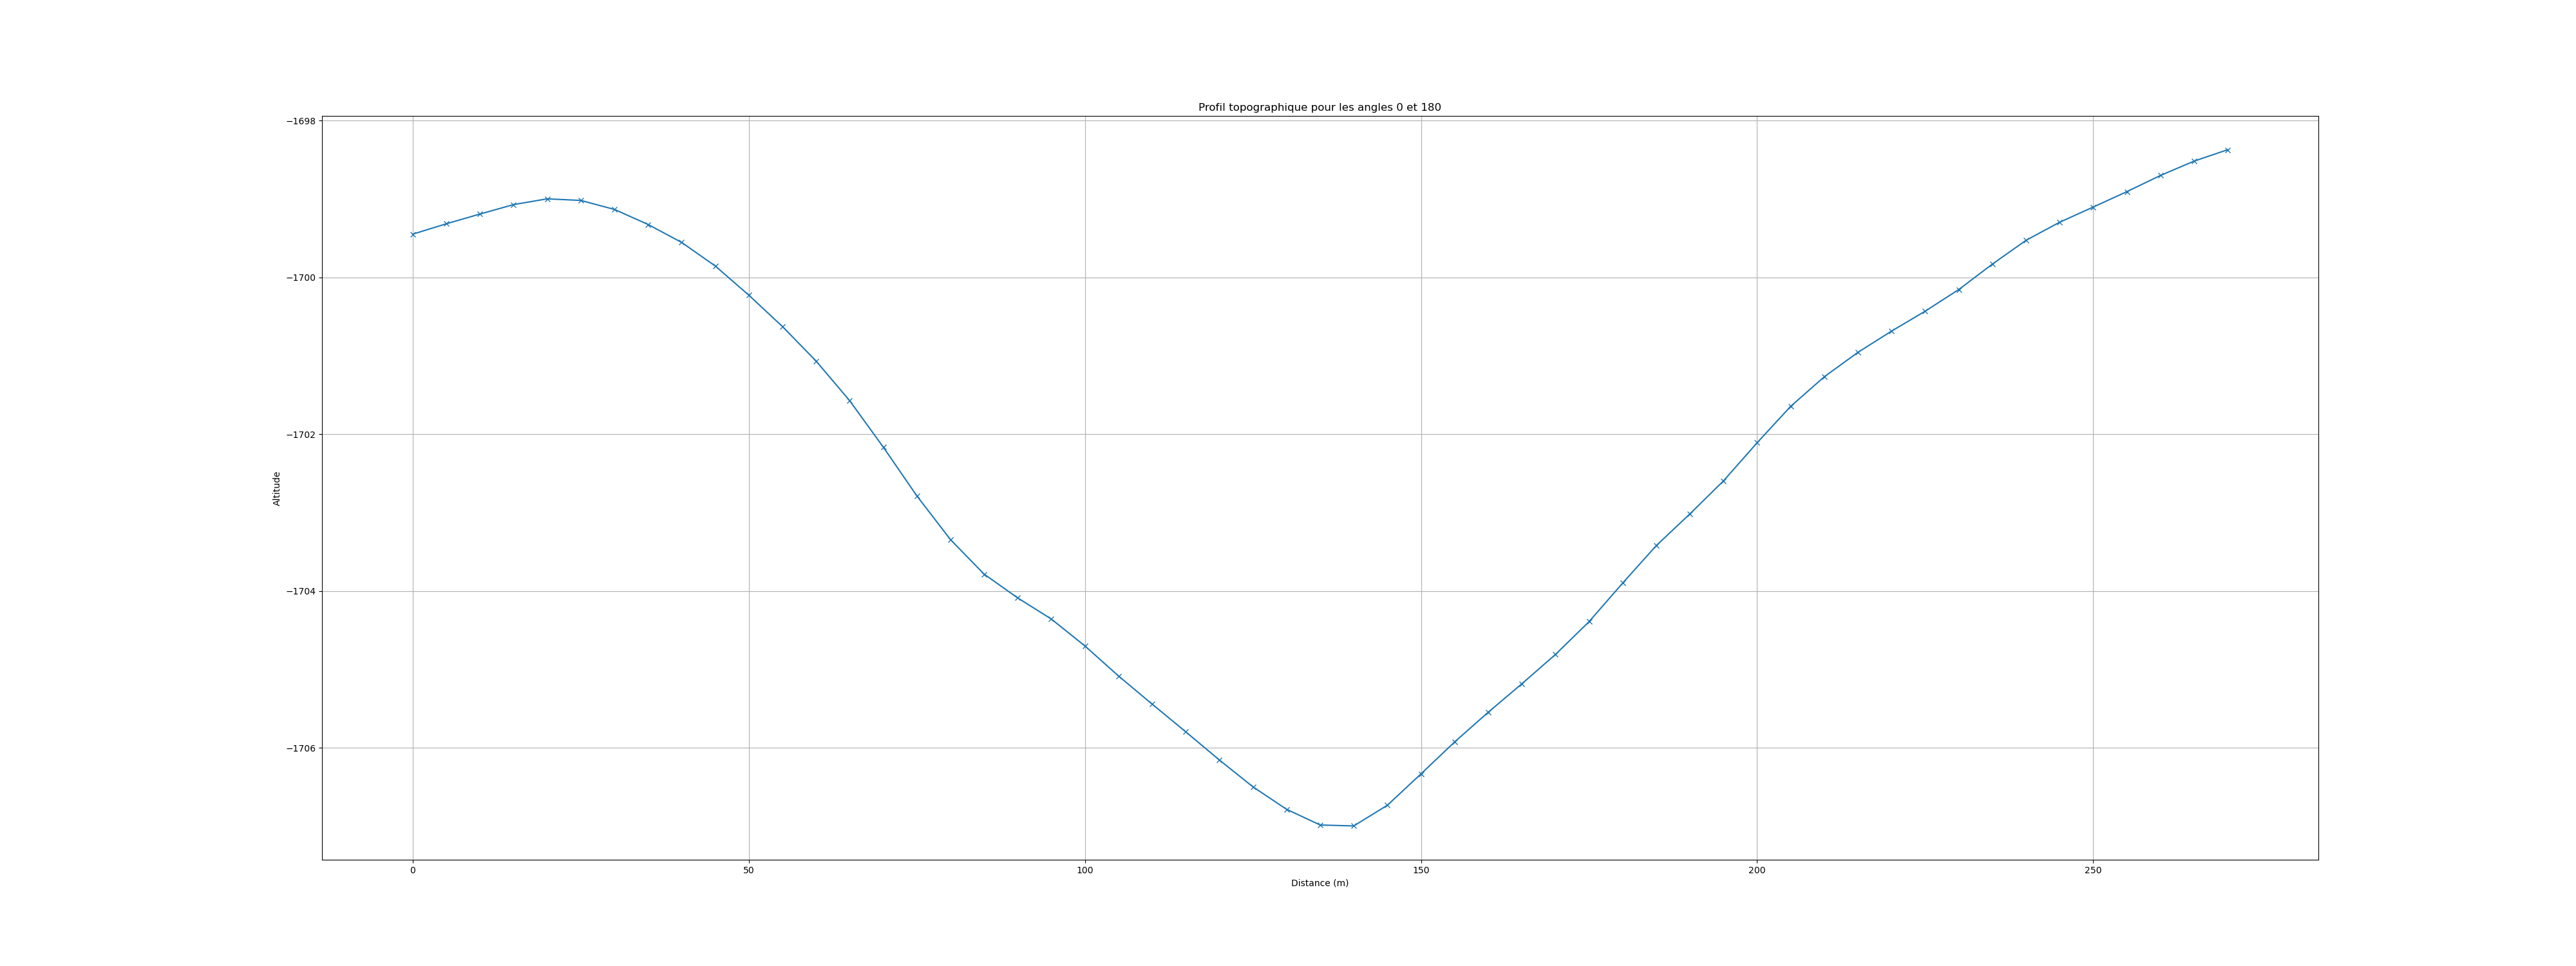 Profil topographique pour les angles 0 et 180
−1698
−1700
−1702
−1704
−1706
Altitude
0 50 100 150 200 250
Distance (m)